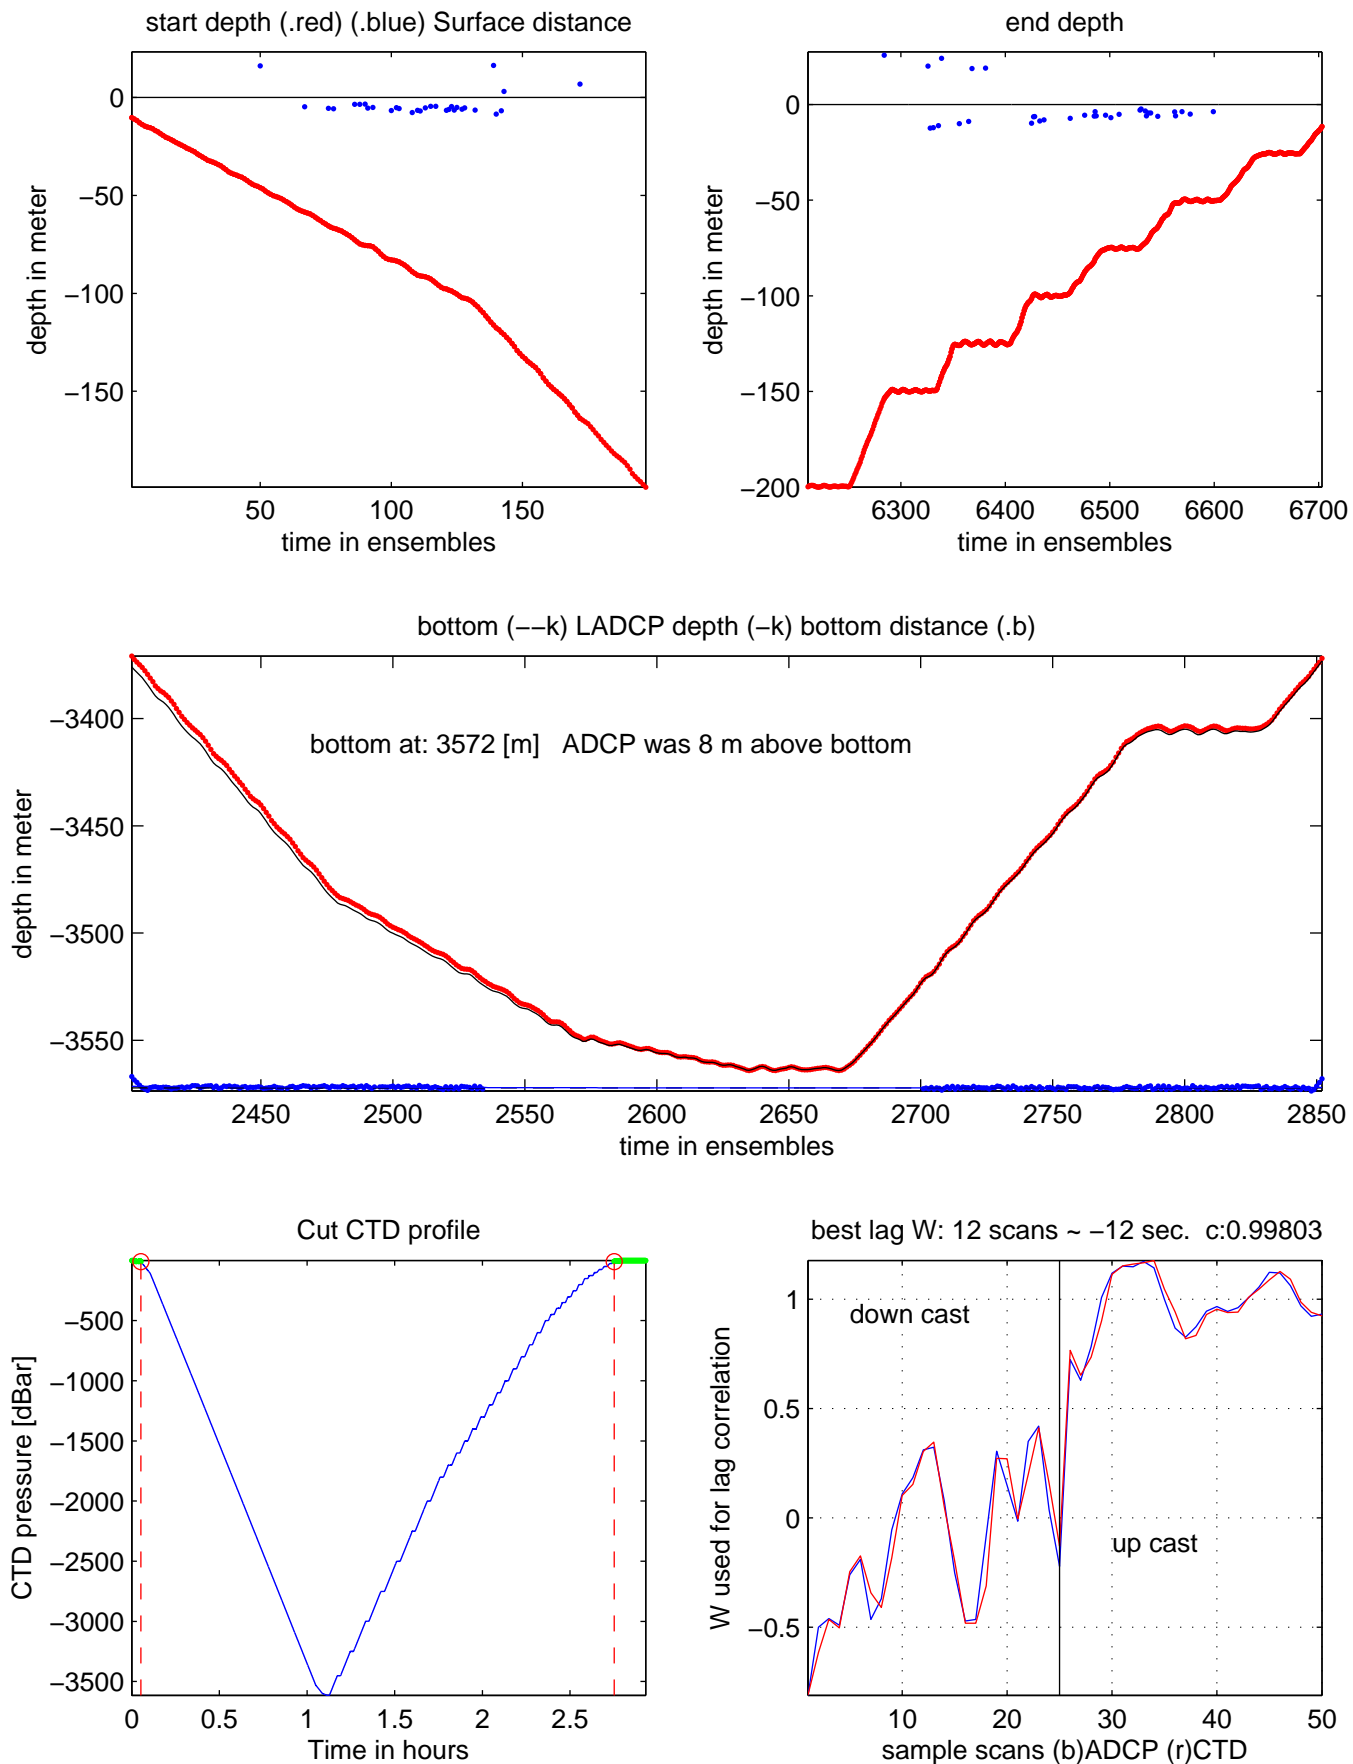 start depth (.red) (.blue) Surface distance
0
−50
−100
−150
depth in meter
50
100
150
time in ensembles
end depth
0
−50
−100
−150
−200
depth in meter
6300
6400
6500
6600
6700
time in ensembles
bottom (−−k) LADCP depth (−k) bottom distance (.b)
bottom at: 3572 [m]   ADCP was 8 m above bottom
−3400
−3450
−3500
−3550
depth in meter
2450
2500
2550
2600
2650
2700
2750
2800
2850
time in ensembles
Cut CTD profile
−500
−1000
−1500
−2000
−2500
−3000
−3500
CTD pressure [dBar]
0
0.5
1
1.5
2
2.5
Time in hours
best lag W: 12 scans ~ −12 sec.  c:0.99803
down cast
up cast
1
0.5
0
−0.5
W used for lag correlation
10
20
30
40
50
sample scans (b)ADCP (r)CTD